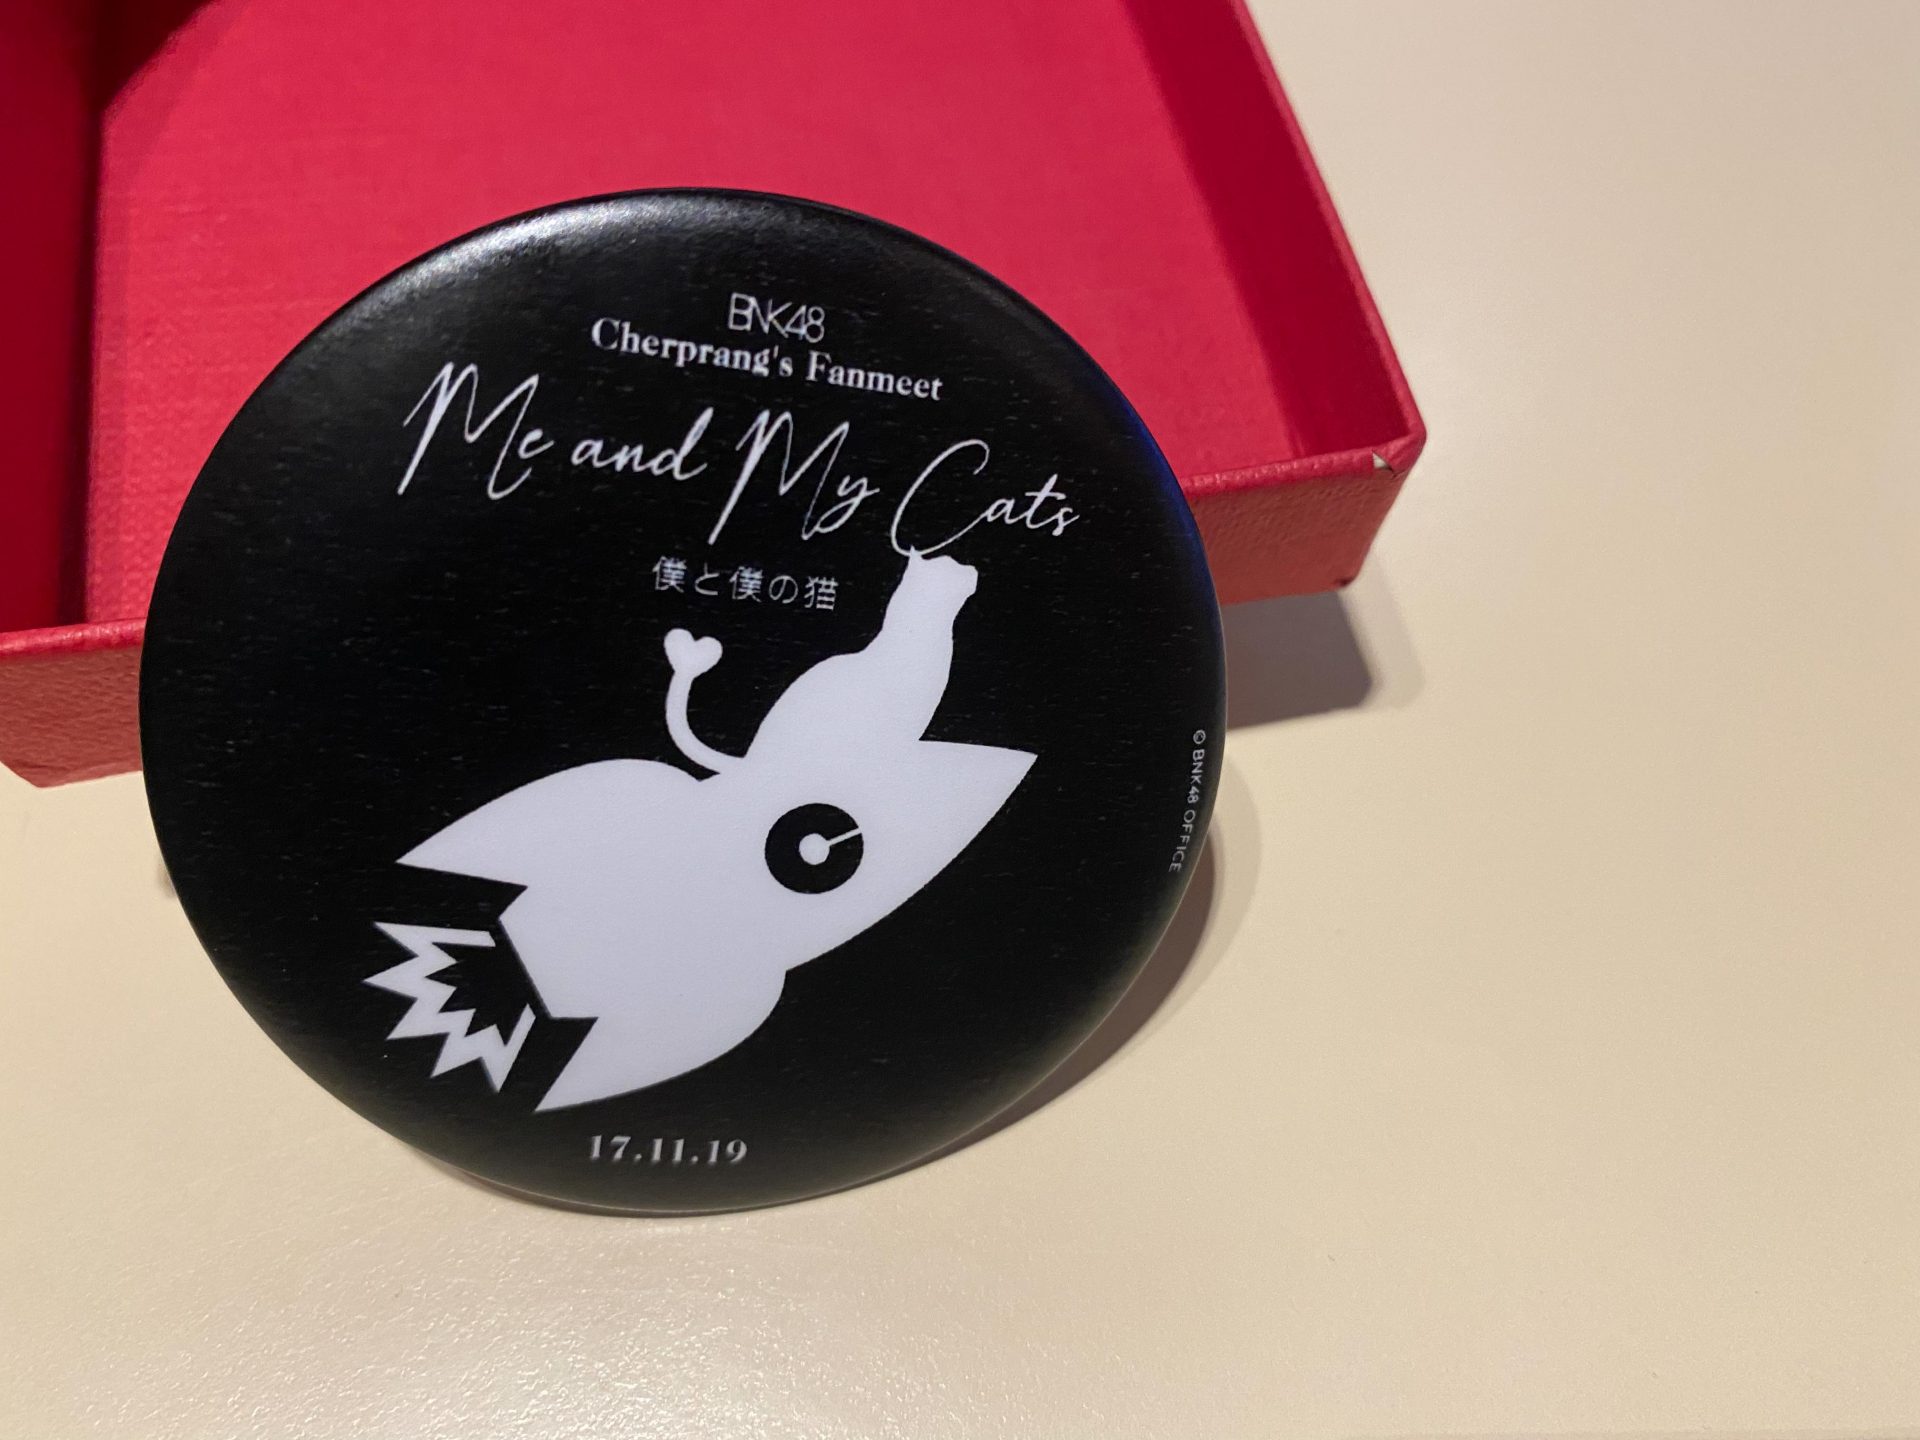 BNK48
Cherprang's Fanmeet
Me and My Cats
僕と僕の猫
© BNK48 OFFICE
17.11.19